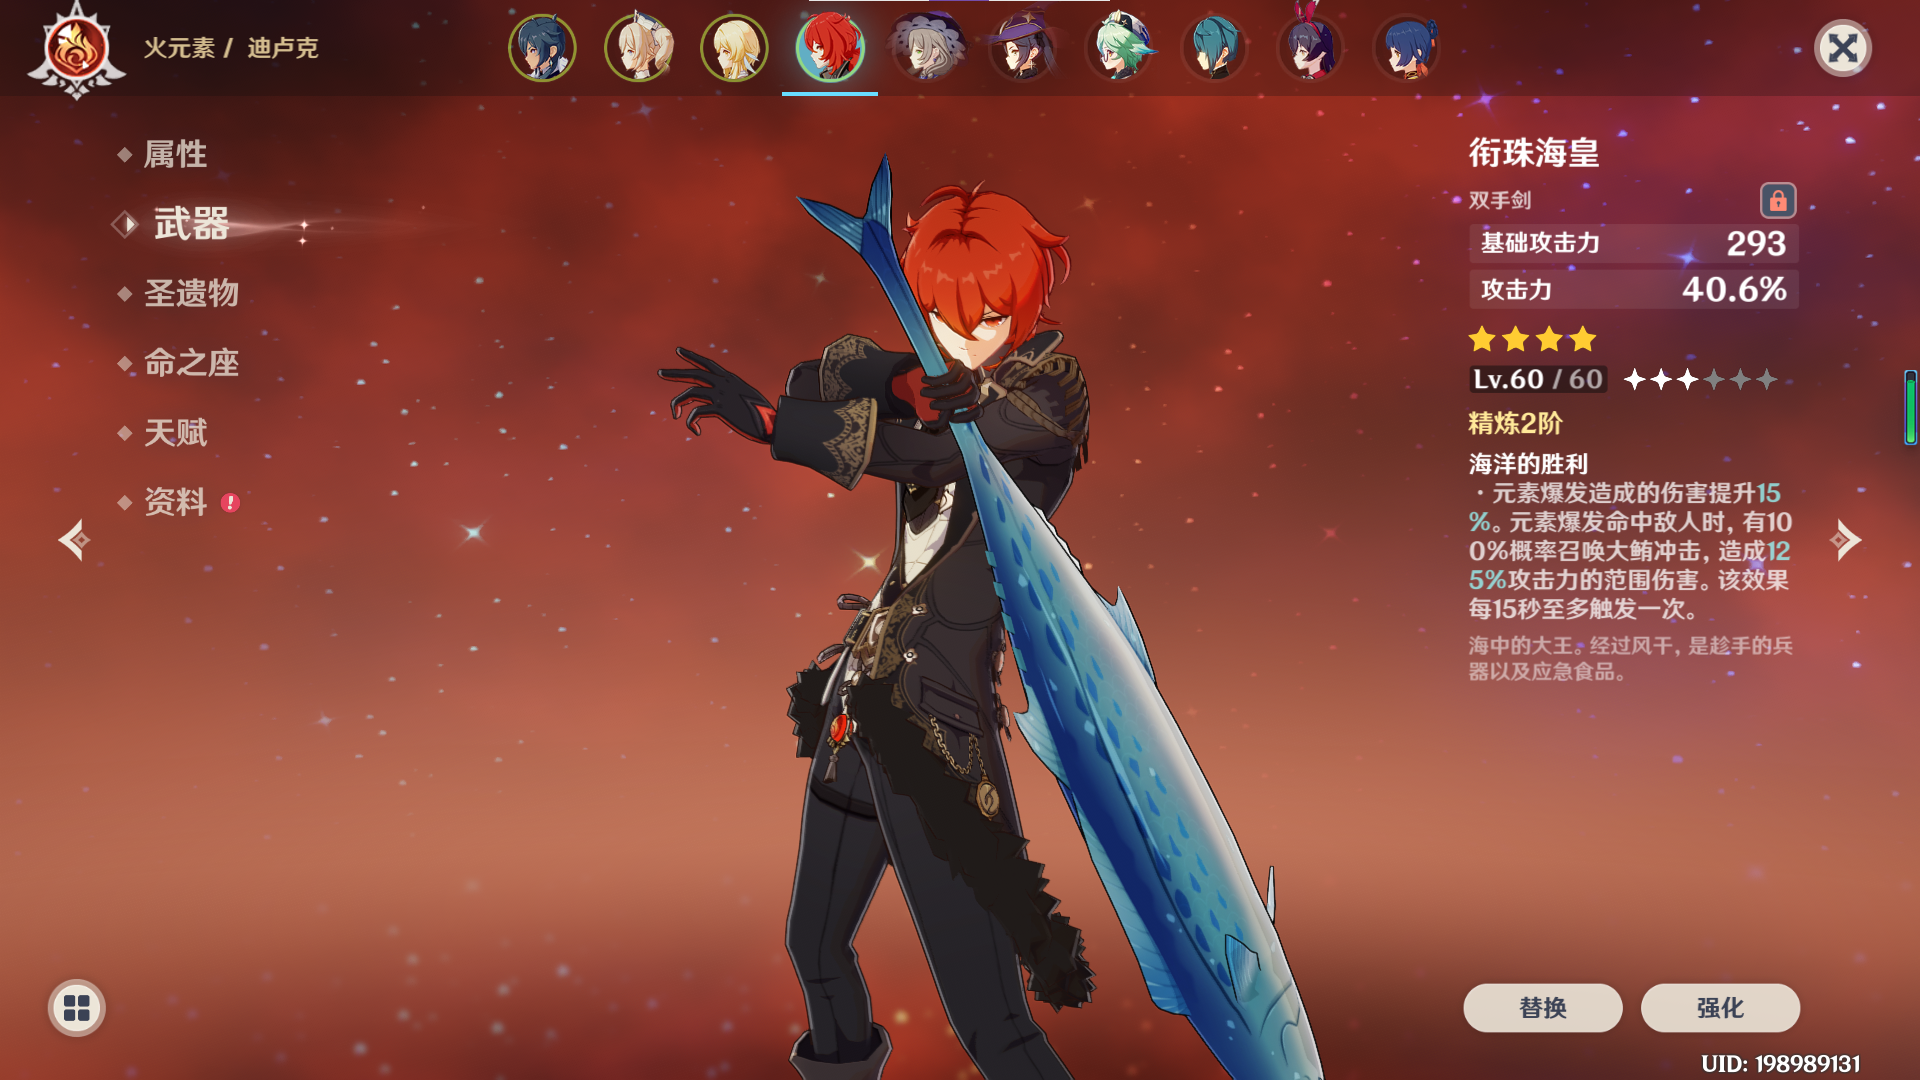 火元素 / 迪卢克
属性
武器
圣遗物
命之座
天赋
资料
衔珠海皇
双手剑
基础攻击力 293
攻击力 40.6%
Lv.60 / 60
精炼2阶
海洋的胜利
·元素爆发造成的伤害提升15
%。元素爆发命中敌人时, 有10
0%概率召唤大鲔冲击, 造成12
5%攻击力的范围伤害。该效果
每15秒至多触发一次。
海中的大王。经过风干, 是趁手的兵
器以及应急食品。
替换 强化
UID: 198989131